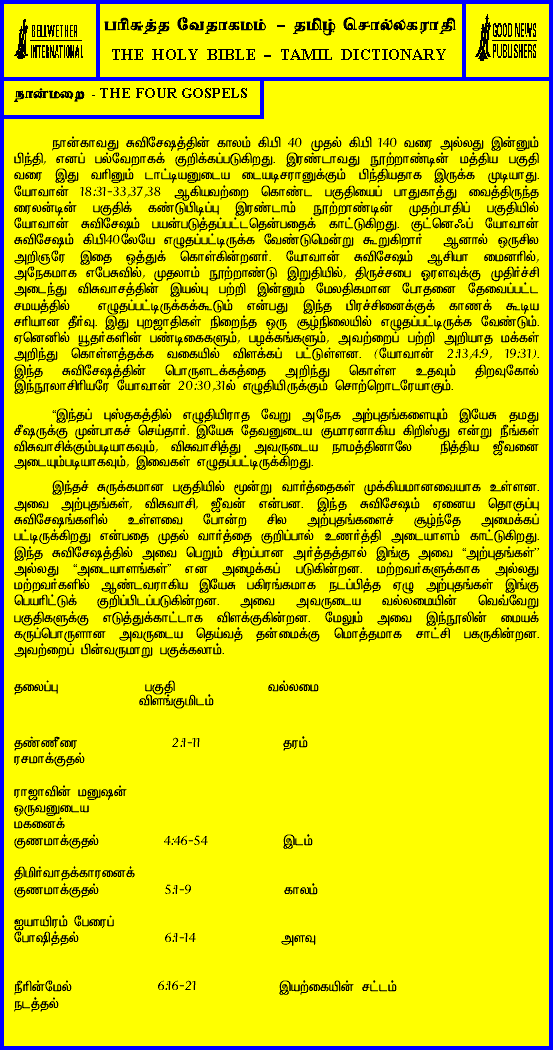 BELLWETHER
INTERNATIONAL
பரிசுத்த வேதாகமம் – தமிழ் சொல்லகராதி
THE HOLY BIBLE – TAMIL DICTIONARY
GOOD NEWS
PUBLISHERS
நான்மறை - THE FOUR GOSPELS
நான்காவது சுவிசேஷத்தின் காலம் கி.பி 40 முதல் கி.பி 140 வரை அல்லது இன்னும்
பிந்தி, எனப் பல்வேறாகக் குறிக்கப்படுகிறது. இரண்டாவது நூற்றாண்டின் மத்திய பகுதி
வரை இது வரினும் டாட்டியனுடைய டையடிசரானுக்கும் பிந்தியதாக இருக்க முடியாது.
யோவான் 18:31-33,37,38 ஆகியவற்றை கொண்ட பகுதியைப் பாதுகாத்து வைத்திருந்த
ரைலன்டின் பகுதிக் கண்டுபிடிப்பு இரண்டாம் நூற்றாண்டின் முதற்பாதிப் பகுதியில்
யோவான் சுவிசேஷம் பயன்படுத்தப்பட்டதென்பதைக் காட்டுகிறது. குட்னெஃப் யோவான்
சுவிசேஷம் கி.பி40லேயே எழுதப்பட்டிருக்க வேண்டுமென்று கூறுகிறார் ஆனால் ஒருசில
அறிஞரே இதை ஒத்துக் கொள்கின்றனர். யோவான் சுவிசேஷம் ஆசியா மைனரில்,
அநேகமாக எபேசுவில், முதலாம் நூற்றாண்டு இறுதியில், திருச்சபை ஓரளவுக்கு முதிர்ச்சி
அடைந்து விசுவாசத்தின் இயல்பு பற்றி இன்னும் மேலதிகமான போதனை தேவைப்பட்ட
சமயத்தில் எழுதப்பட்டிருக்கக்கூடும் என்பது இந்த பிரச்சினைக்குக் காணக் கூடிய
சரியான தீர்வு. இது புறஜாதிகள் நிறைந்த ஒரு சூழ்நிலையில் எழுதப்பட்டிருக்க வேண்டும்.
ஏனெனில் யூதர்களின் பண்டிகைகளும், பழக்கங்களும், அவற்றைப் பற்றி அறியாத மக்கள்
அறிந்து கொள்ளத்தக்க வகையில் விளக்கப் பட்டுள்ளன. (யோவான் 2:13,4:9, 19:31).
இந்த சுவிசேஷத்தின் பொருளடக்கத்தை அறிந்து கொள்ள உதவும் திறவுகோல்
இந்நூலாசிரியரே யோவான் 20:30,31ல் எழுதியிருக்கும் சொற்றொடரேயாகும்.
“இந்தப் புஸ்தகத்தில் எழுதியிராத வேறு அநேக அற்புதங்களையும் இயேசு தமது
சீஷருக்கு முன்பாகச் செய்தார். இயேசு தேவனுடைய குமாரனாகிய கிறிஸ்து என்று நீங்கள்
விசுவாசிக்கும்படியாகவும், விசுவாசித்து அவருடைய நாமத்தினாலே நித்திய ஜீவனை
அடையும்படியாகவும், இவைகள் எழுதப்பட்டிருக்கிறது.
இந்தச் சுருக்கமான பகுதியில் மூன்று வார்த்தைகள் முக்கியமானவையாக உள்ளன.
அவை அற்புதங்கள், விசுவாசி, ஜீவன் என்பன. இந்த சுவிசேஷம் ஏனைய தொகுப்பு
சுவிசேஷங்களில் உள்ளவை போன்ற சில அற்புதங்களைச் சூழ்ந்தே அமைக்கப்
பட்டிருக்கிறது என்பதை முதல் வார்த்தை குறிப்பால் உணர்த்தி அடையாளம் காட்டுகிறது.
இந்த சுவிசேஷத்தில் அவை பெறும் சிறப்பான அர்த்தத்தால் இங்கு அவை “அற்புதங்கள்”
அல்லது “அடையாளங்கள்” என அழைக்கப் படுகின்றன. மற்றவர்களுக்காக அல்லது
மற்றவர்களில் ஆண்டவராகிய இயேசு பகிரங்கமாக நடப்பித்த ஏழு அற்புதங்கள் இங்கு
பெயரிட்டுக் குறிப்பிடப்படுகின்றன. அவை அவருடைய வல்லமையின் வெவ்வேறு
பகுதிகளுக்கு எடுத்துக்காட்டாக விளக்குகின்றன. மேலும் அவை இந்நூலின் மையக்
கருப்பொருளான அவருடைய தெய்வத் தன்மைக்கு மொத்தமாக சாட்சி பகருகின்றன.
அவற்றைப் பின்வருமாறு பகுக்கலாம்.
தலைப்பு பகுதி வல்லமை
விளங்குமிடம்
தண்ணீரை 2:1-11 தரம்
ரசமாக்குதல்
ராஜாவின் மனுஷன்
ஒருவனுடைய
மகனைக்
குணமாக்குதல் 4:46-54 இடம்
திமிர்வாதக்காரனைக்
குணமாக்குதல் 5:1-9 காலம்
ஐயாயிரம் பேரைப்
போஷித்தல் 6:1-14 அளவு
நீரின்மேல் 6:16-21 இயற்கையின் சட்டம்
நடத்தல்